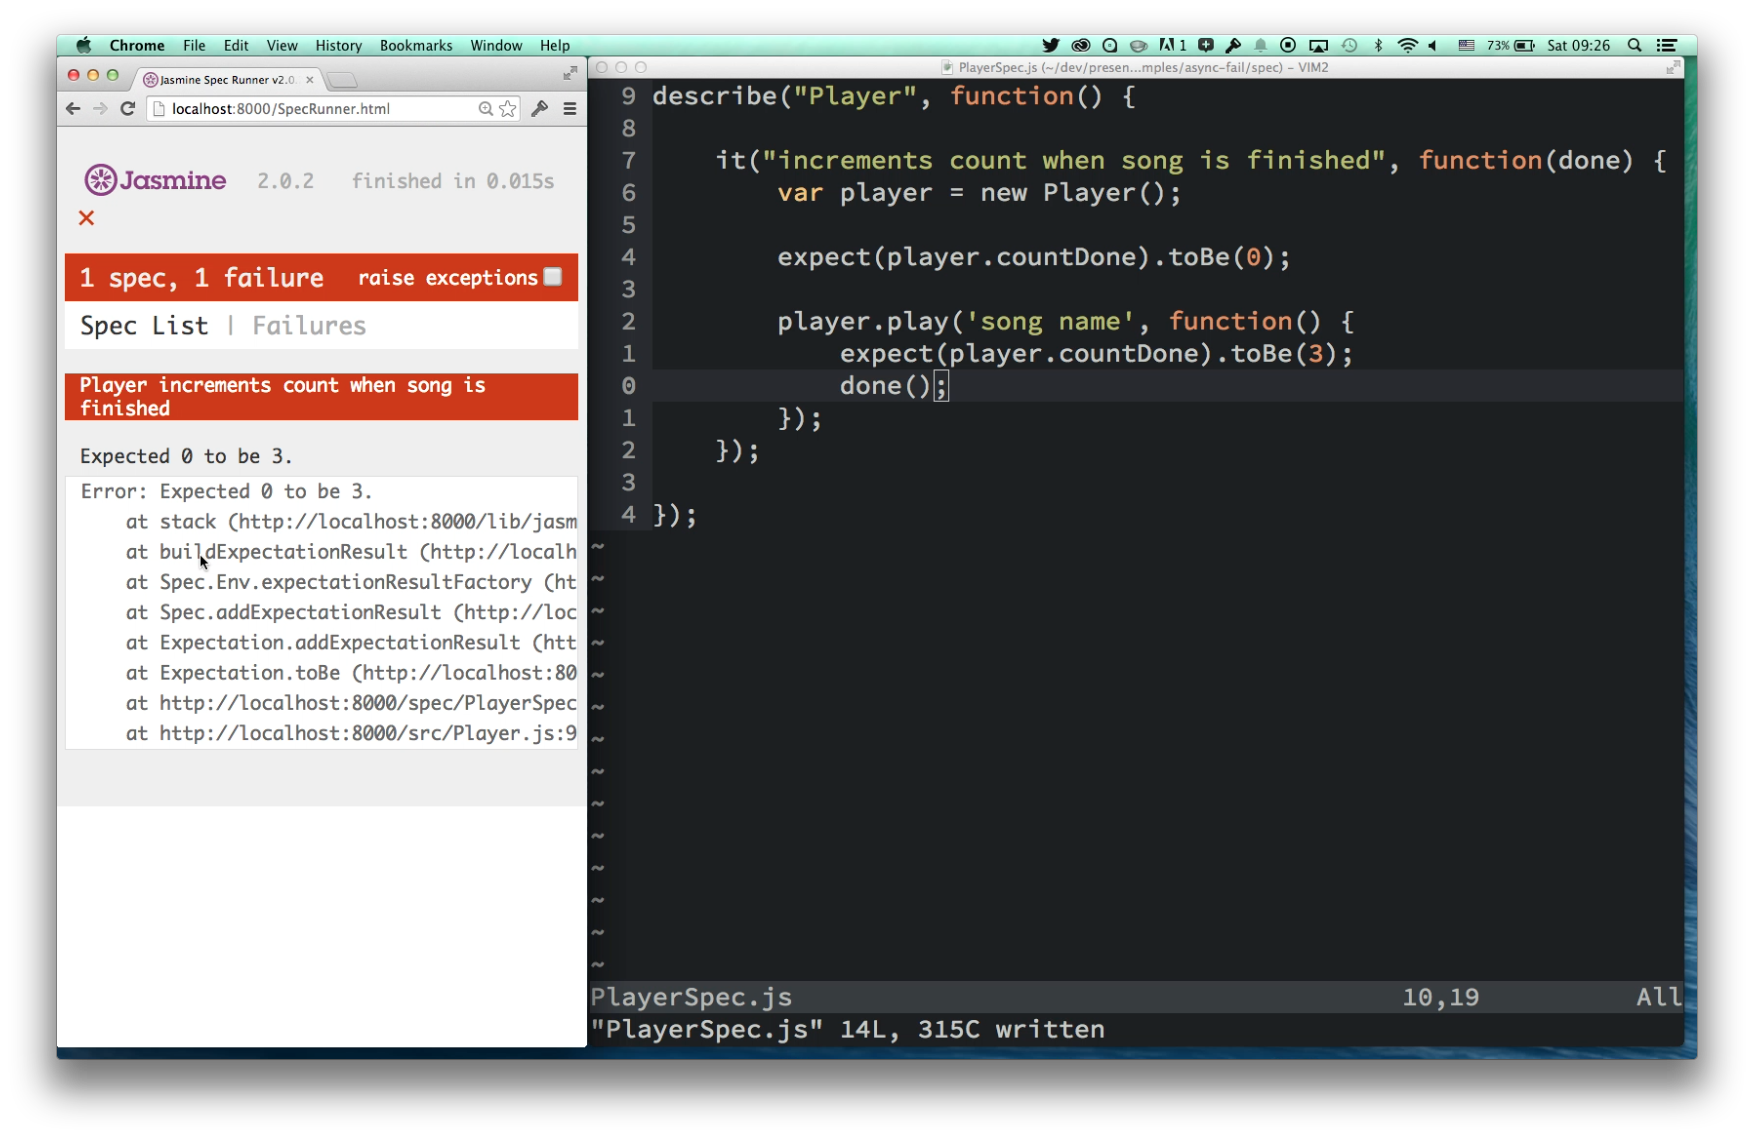 Chrome File Edit View History Bookmarks Window Help
1 73% Sat 09:26
Jasmine Spec Runner v2.0.
localhost:8000/SpecRunner.html
Jasmine 2.0.2 finished in 0.015s
1 spec, 1 failure raise exceptions
Spec List | Failures
Player increments count when song is
finished
Expected 0 to be 3.
Error: Expected 0 to be 3.
at stack (http://localhost:8000/lib/jasm
at buildExpectationResult (http://localh
at Spec.Env.expectationResultFactory (ht
at Spec.addExpectationResult (http://loc
at Expectation.addExpectationResult (htt
at Expectation.toBe (http://localhost:80
at http://localhost:8000/spec/PlayerSpec
at http://localhost:8000/src/Player.js:9
PlayerSpec.js (~/dev/presen...mples/async-fail/spec) - VIM2
9 describe("Player", function() {
8
7 it("increments count when song is finished", function(done) {
6 var player = new Player();
5
4 expect(player.countDone).toBe(0);
3
2 player.play('song name', function() {
1 expect(player.countDone).toBe(3);
0 done();
1 });
2 });
3
4 });
~
~
~
~
~
~
~
~
~
~
~
~
~
~
PlayerSpec.js 10,19 All
"PlayerSpec.js" 14L, 315C written